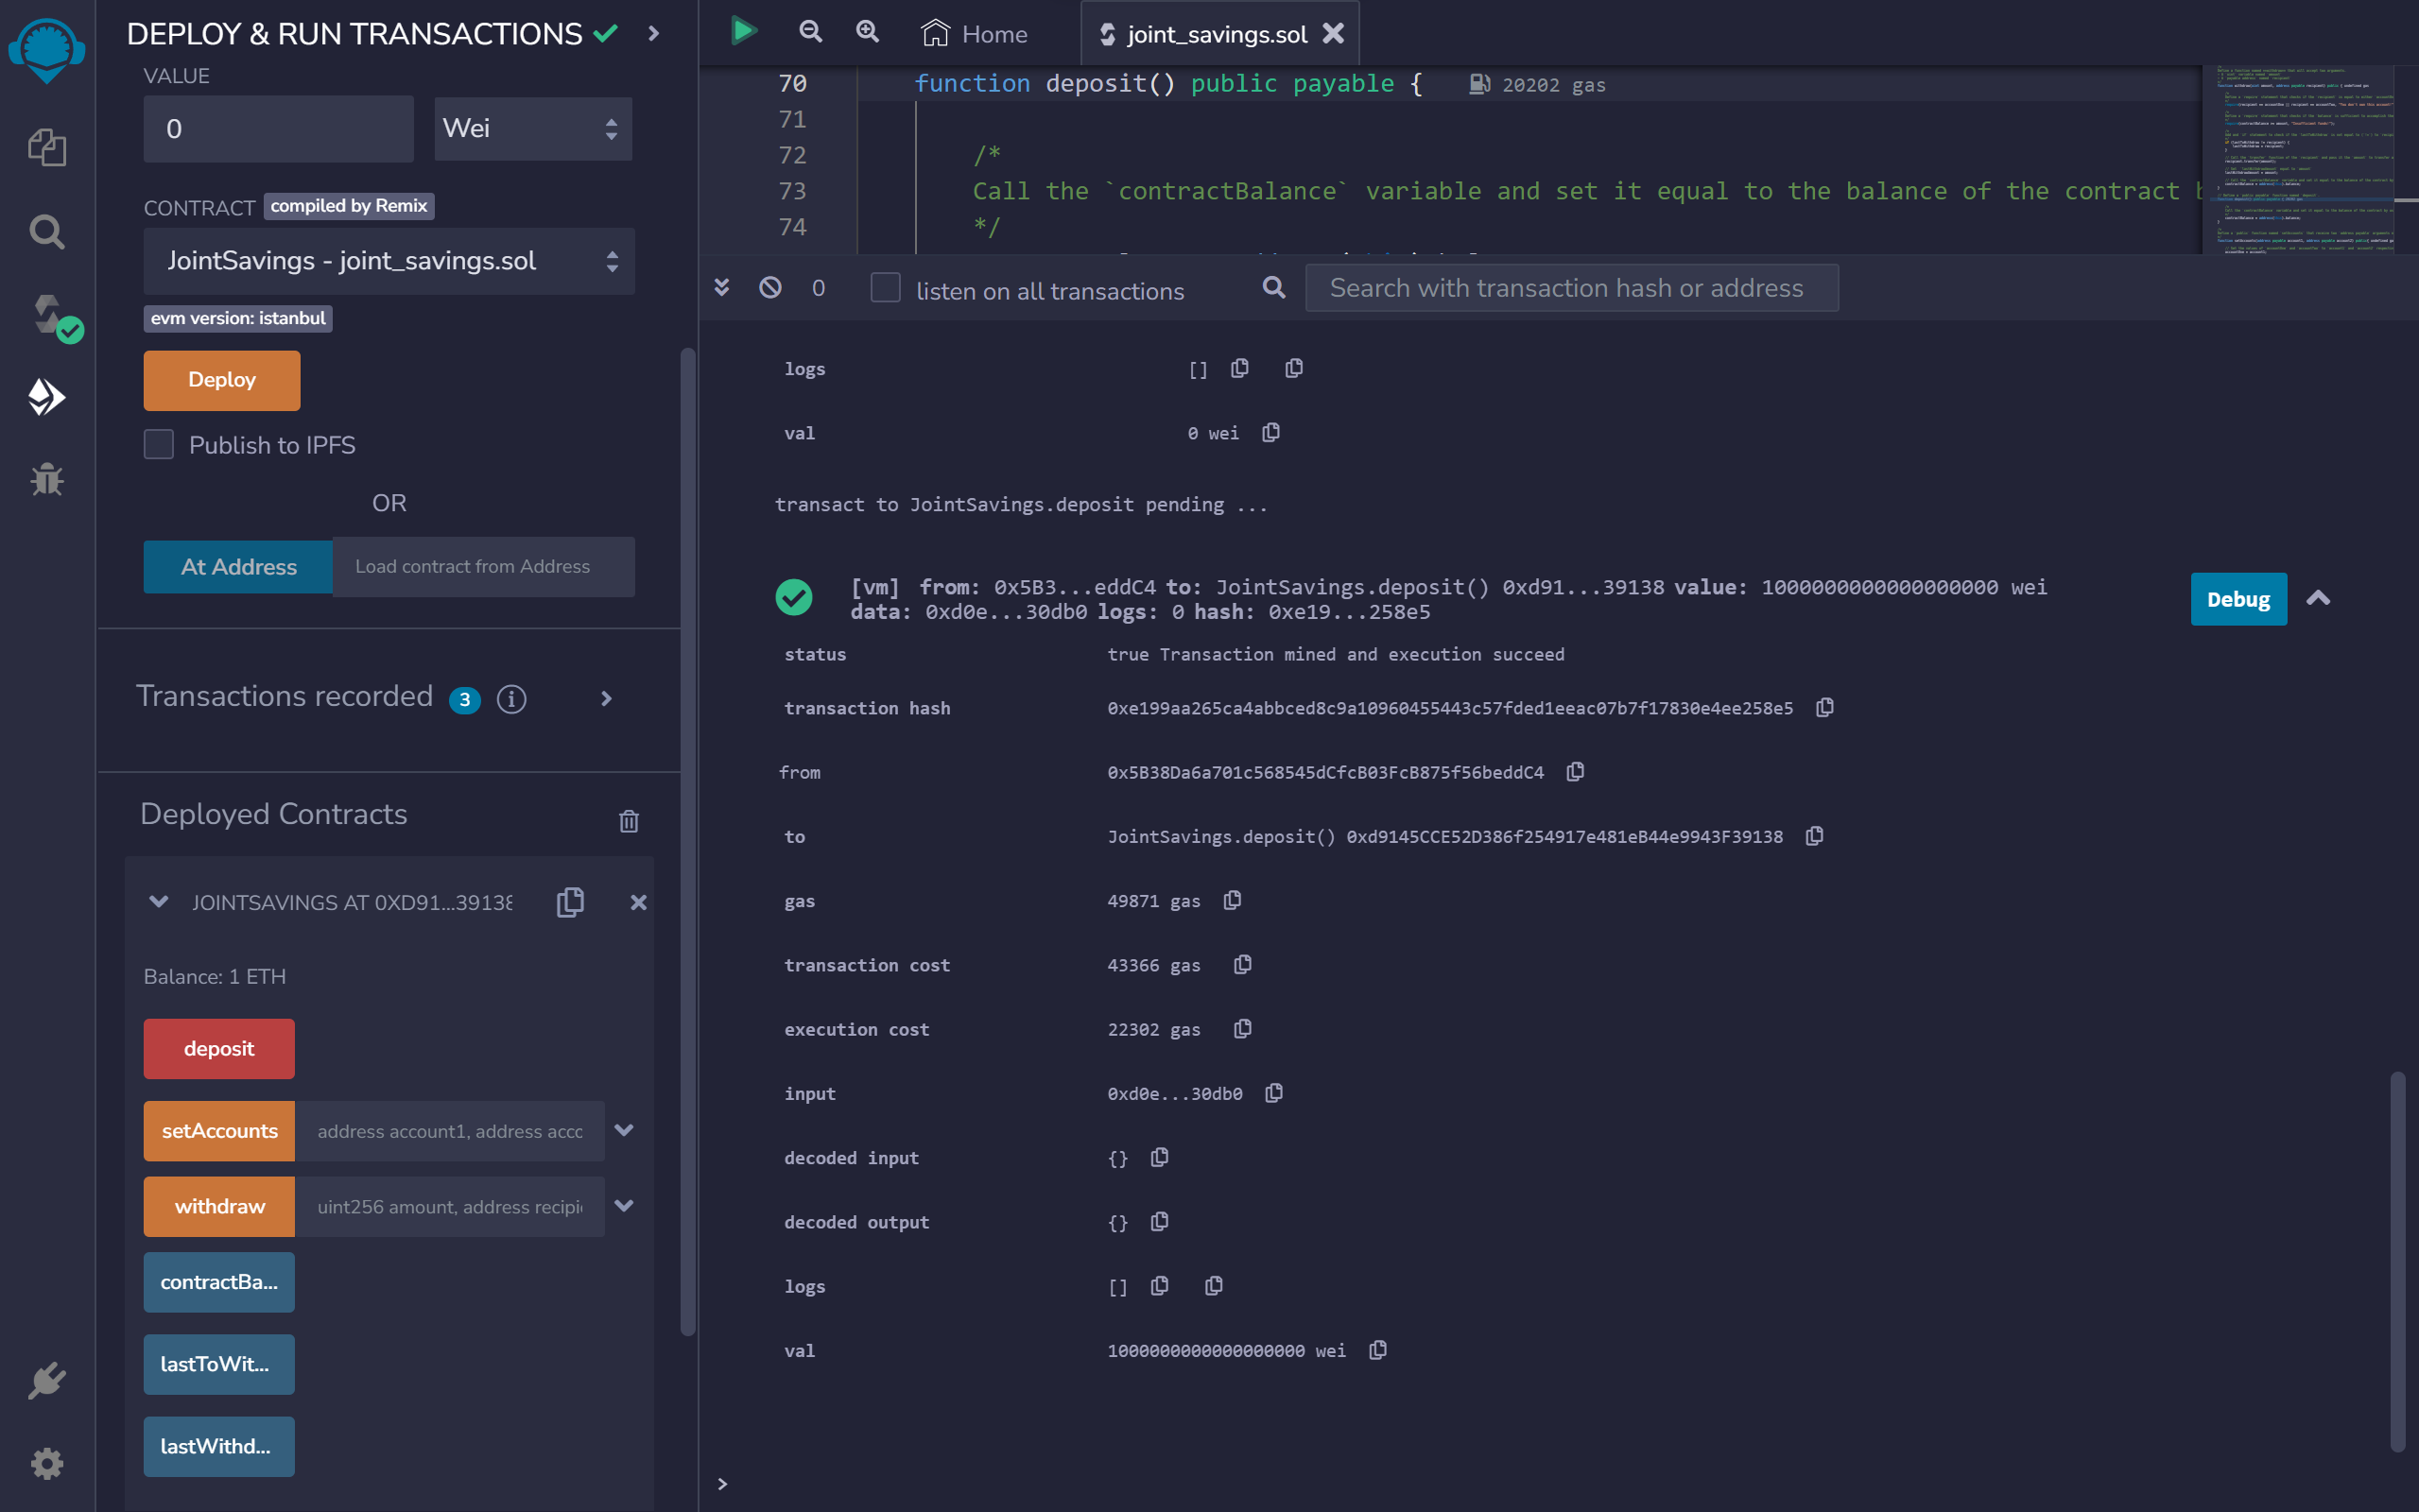 DEPLOY & RUN TRANSACTIONS
VALUE
0
Wei
CONTRACT compiled by Remix
JointSavings - joint_savings.sol
evm version: istanbul
Deploy
Publish to IPFS
OR
At Address
Load contract from Address
Transactions recorded 3 i
Deployed Contracts
JOINTSAVINGS AT 0XD91...39138
Balance: 1 ETH
deposit
setAccounts
address account1, address acco
withdraw
uint256 amount, address recipi
contractBa...
lastToWit...
lastWithd...
Home
joint_savings.sol
70 function deposit() public payable { 20202 gas
71
72 /*
73 Call the `contractBalance` variable and set it equal to the balance of the contract b
74 */
0
listen on all transactions
Search with transaction hash or address
logs []
val 0 wei
transact to JointSavings.deposit pending ...
[vm] from: 0x5B3...eddC4 to: JointSavings.deposit() 0xd91...39138 value: 1000000000000000000 wei
data: 0xd0e...30db0 logs: 0 hash: 0xe19...258e5
Debug
status true Transaction mined and execution succeed
transaction hash 0xe199aa265ca4abbced8c9a10960455443c57fded1eeac07b7f17830e4ee258e5
from 0x5B38Da6a701c568545dCfcB03FcB875f56beddC4
to JointSavings.deposit() 0xd9145CCE52D386f254917e481eB44e9943F39138
gas 49871 gas
transaction cost 43366 gas
execution cost 22302 gas
input 0xd0e...30db0
decoded input {}
decoded output {}
logs []
val 1000000000000000000 wei
>